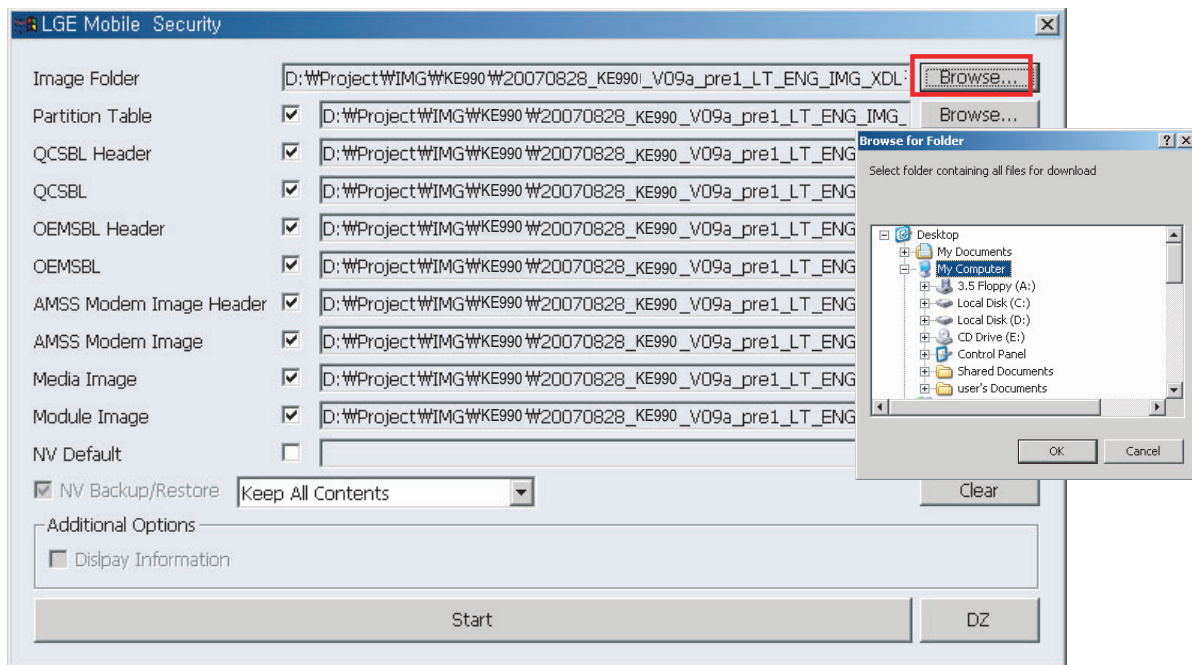 LGE Mobile Security
Image Folder D:₩Project₩IMG₩KE990₩20070828_KE990_V09a_pre1_LT_ENG_IMG_XDL Browse...
Partition Table D:₩Project₩IMG₩KE990₩20070828_KE990_V09a_pre1_LT_ENG_IMG_ Browse...
QCSBL Header D:₩Project₩IMG₩KE990₩20070828_KE990_V09a_pre1_LT_ENG
QCSBL D:₩Project₩IMG₩KE990₩20070828_KE990_V09a_pre1_LT_ENG
OEMSBL Header D:₩Project₩IMG₩KE990₩20070828_KE990_V09a_pre1_LT_ENG
OEMSBL D:₩Project₩IMG₩KE990₩20070828_KE990_V09a_pre1_LT_ENG
AMSS Modem Image Header D:₩Project₩IMG₩KE990₩20070828_KE990_V09a_pre1_LT_ENG
AMSS Modem Image D:₩Project₩IMG₩KE990₩20070828_KE990_V09a_pre1_LT_ENG
Media Image D:₩Project₩IMG₩KE990₩20070828_KE990_V09a_pre1_LT_ENG
Module Image D:₩Project₩IMG₩KE990₩20070828_KE990_V09a_pre1_LT_ENG
NV Default
NV Backup/Restore Keep All Contents Clear
Additional Options
Dislpay Information
Start DZ
Browse for Folder
Select folder containing all files for download
Desktop
My Documents
My Computer
3.5 Floppy (A:)
Local Disk (C:)
Local Disk (D:)
CD Drive (E:)
Control Panel
Shared Documents
user's Documents
OK Cancel